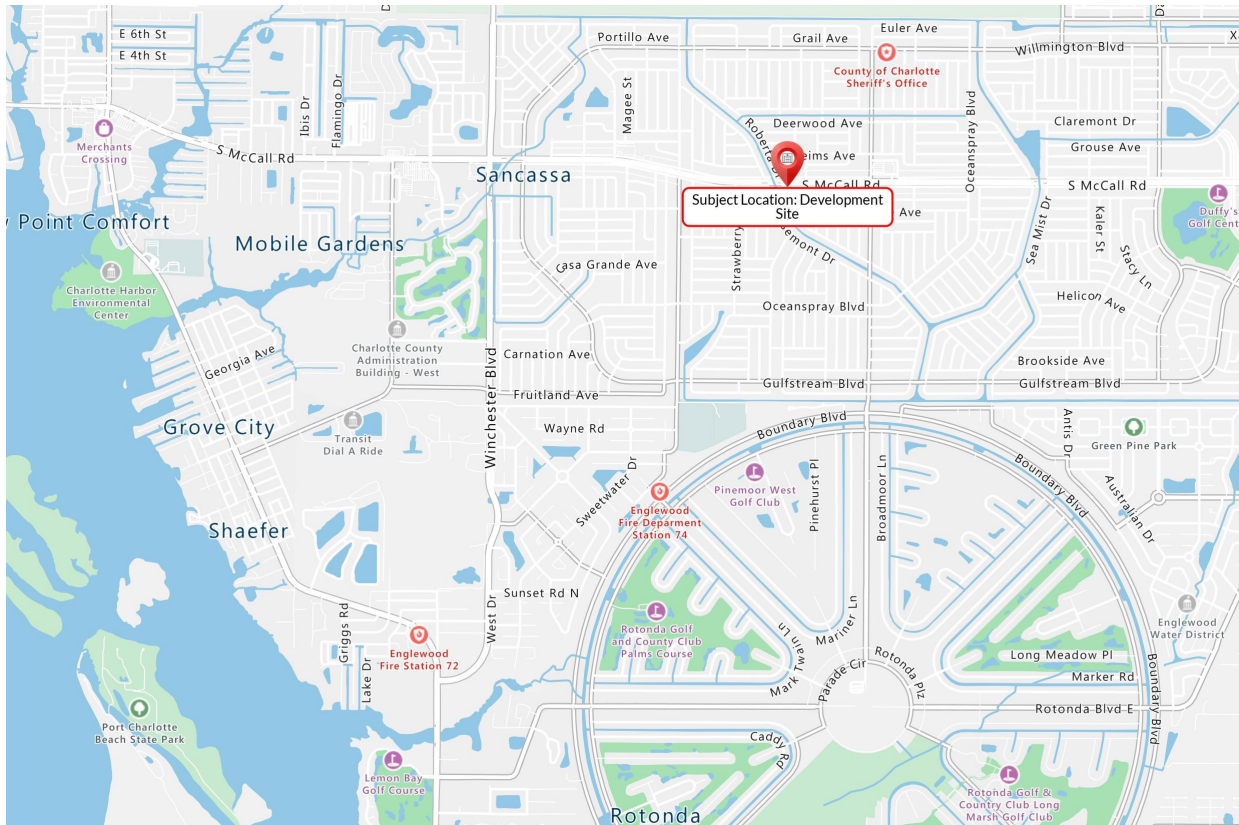 E 6th St
E 4th St
Ibis Dr
Flamingo Dr
Merchants
Crossing
S McCall Rd
Portillo Ave
Grail Ave
Euler Ave
Willmington Blvd
County of Charlotte
Sheriff's Office
Magee St
Deerwood Ave
Roberta Dr
eims Ave
Oceanspray Blvd
Claremont Dr
Grouse Ave
Sancassa
S McCall Rd
S McCall Rd
Subject Location: Development
Site
Ave
Duffy's
Golf Cent
y Point Comfort
Mobile Gardens
Casa Grande Ave
Strawberry
emont Dr
Sea Mist Dr
Kaler St
Stacy Ln
Charlotte Harbor
Environmental
Center
Oceanspray Blvd
Helicon Ave
Georgia Ave
Charlotte County
Administration
Building - West
Winchester Blvd
Carnation Ave
Brookside Ave
Fruitland Ave
Gulfstream Blvd
Gulfstream Blvd
Grove City
Transit
Dial A Ride
Wayne Rd
Boundary Blvd
Antis Dr
Green Pine Park
Sweetwater Dr
Pinemoor West
Golf Club
Pinehurst Pl
Broadmoor Ln
Boundary Blvd
Australian Dr
Shaefer
Englewood
Fire Deparment
Station 74
Sunset Rd N
West Dr
Griggs Rd
Lake Dr
Englewood
Fire Station 72
Rotonda Golf
and County Club
Palms Course
Mark Twain Ln
Mariner Ln
Parade Cir
Rotonda Plz
Long Meadow Pl
Marker Rd
Englewood
Water District
Boundary Blvd
Rotonda Blvd E
Port Charlotte
Beach State Park
Caddy Rd
Lemon Bay
Golf Course
Rotonda Golf &
Country Club Long
Marsh Golf Club
Rotonda